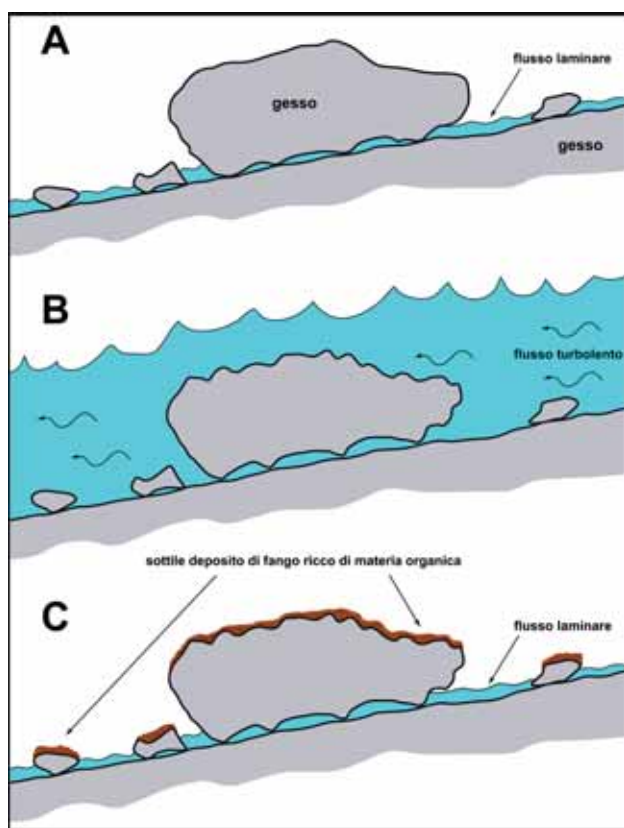 A
flusso laminare
gesso
gesso
B
flusso turbolento
sottile deposito di fango ricco di materia organica
C
flusso laminare